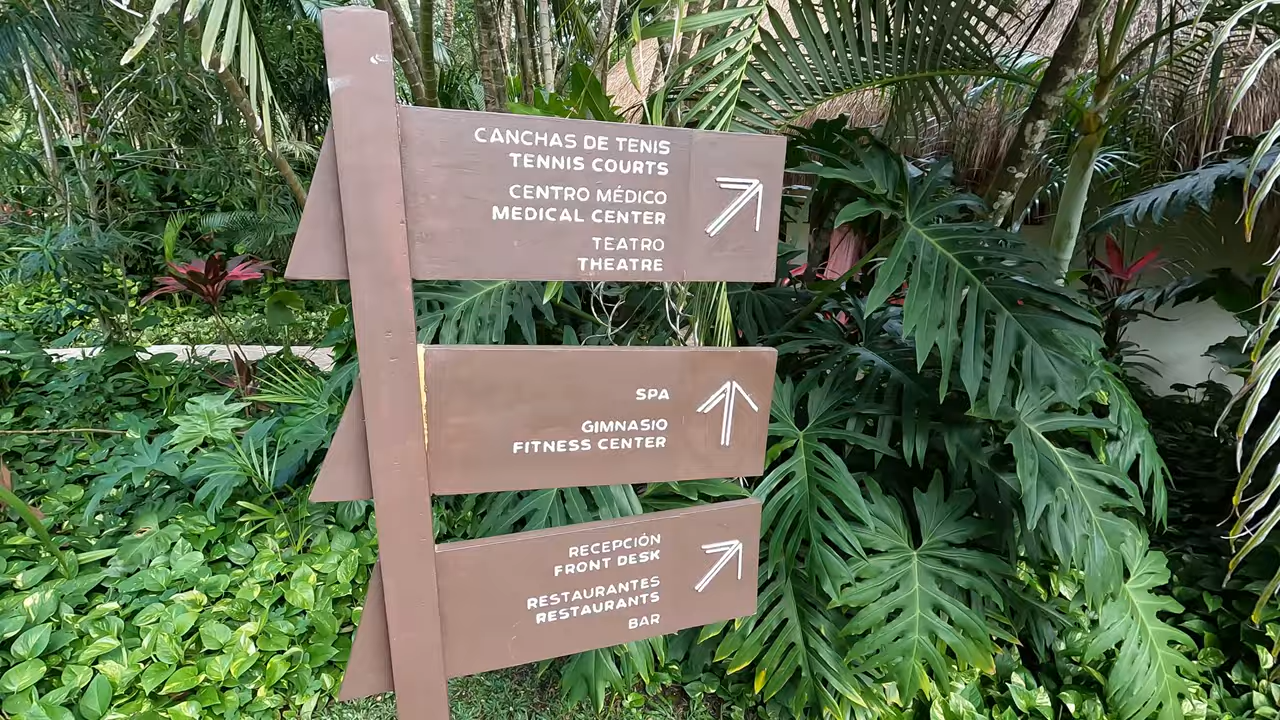 CANCHAS DE TENIS
TENNIS COURTS
CENTRO MÉDICO
MEDICAL CENTER
TEATRO
THEATRE
SPA
GIMNASIO
FITNESS CENTER
RECEPCIÓN
FRONT DESK
RESTAURANTES
RESTAURANTS
BAR